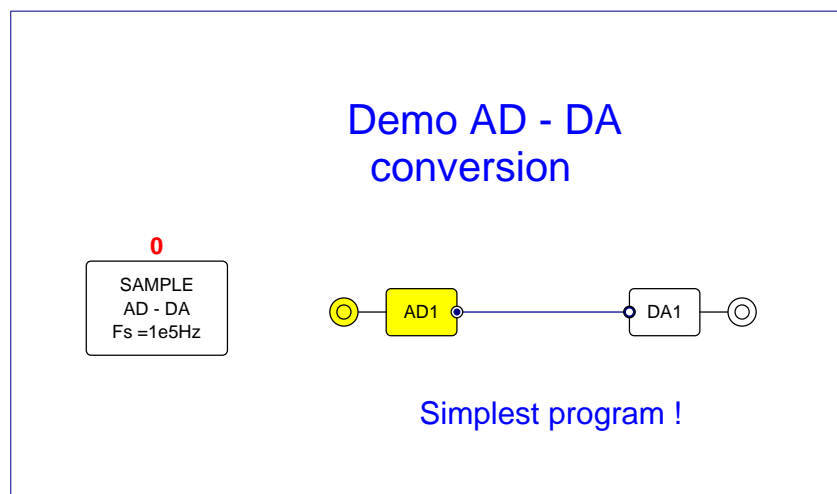 Demo AD - DA
conversion
0
SAMPLE
AD - DA
Fs =1e5Hz
AD1
DA1
Simplest program !